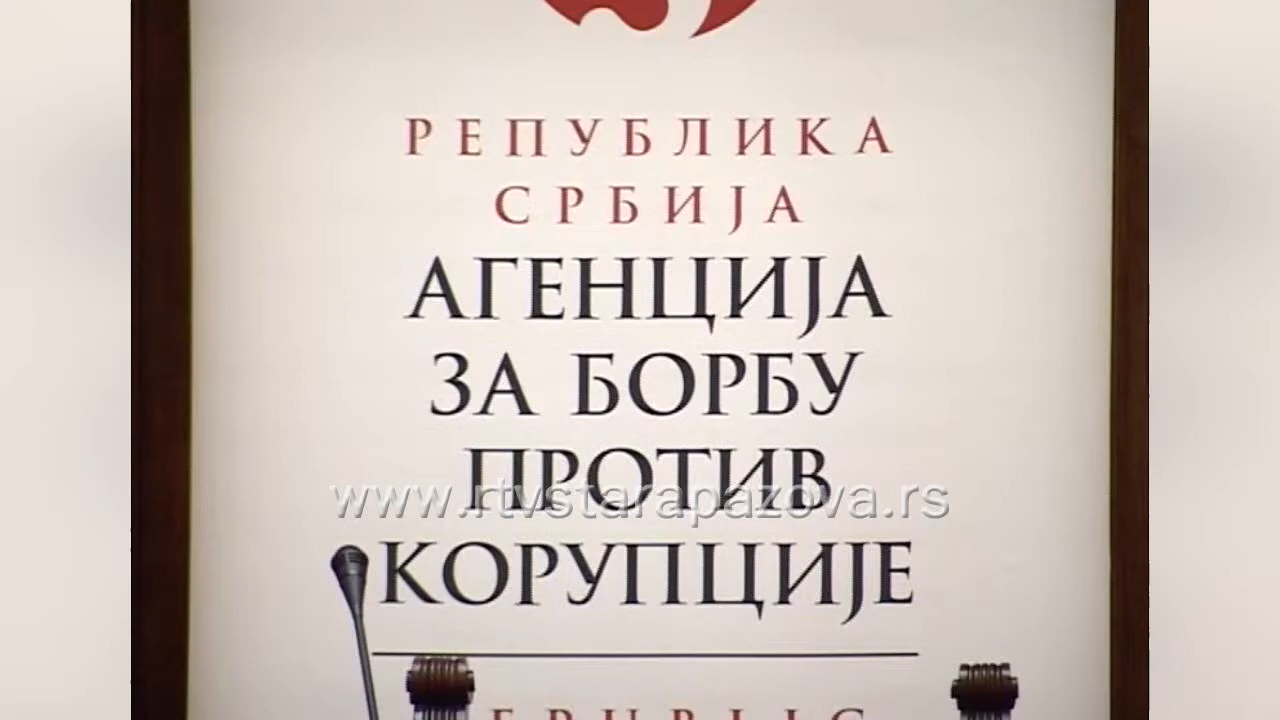 РЕПУБЛИКА
СРБИЈА
АГЕНЦИЈА
ЗА БОРБУ
ПРОТИВ
www.rtvstarapazova.rs
КОРУПЦИЈЕ